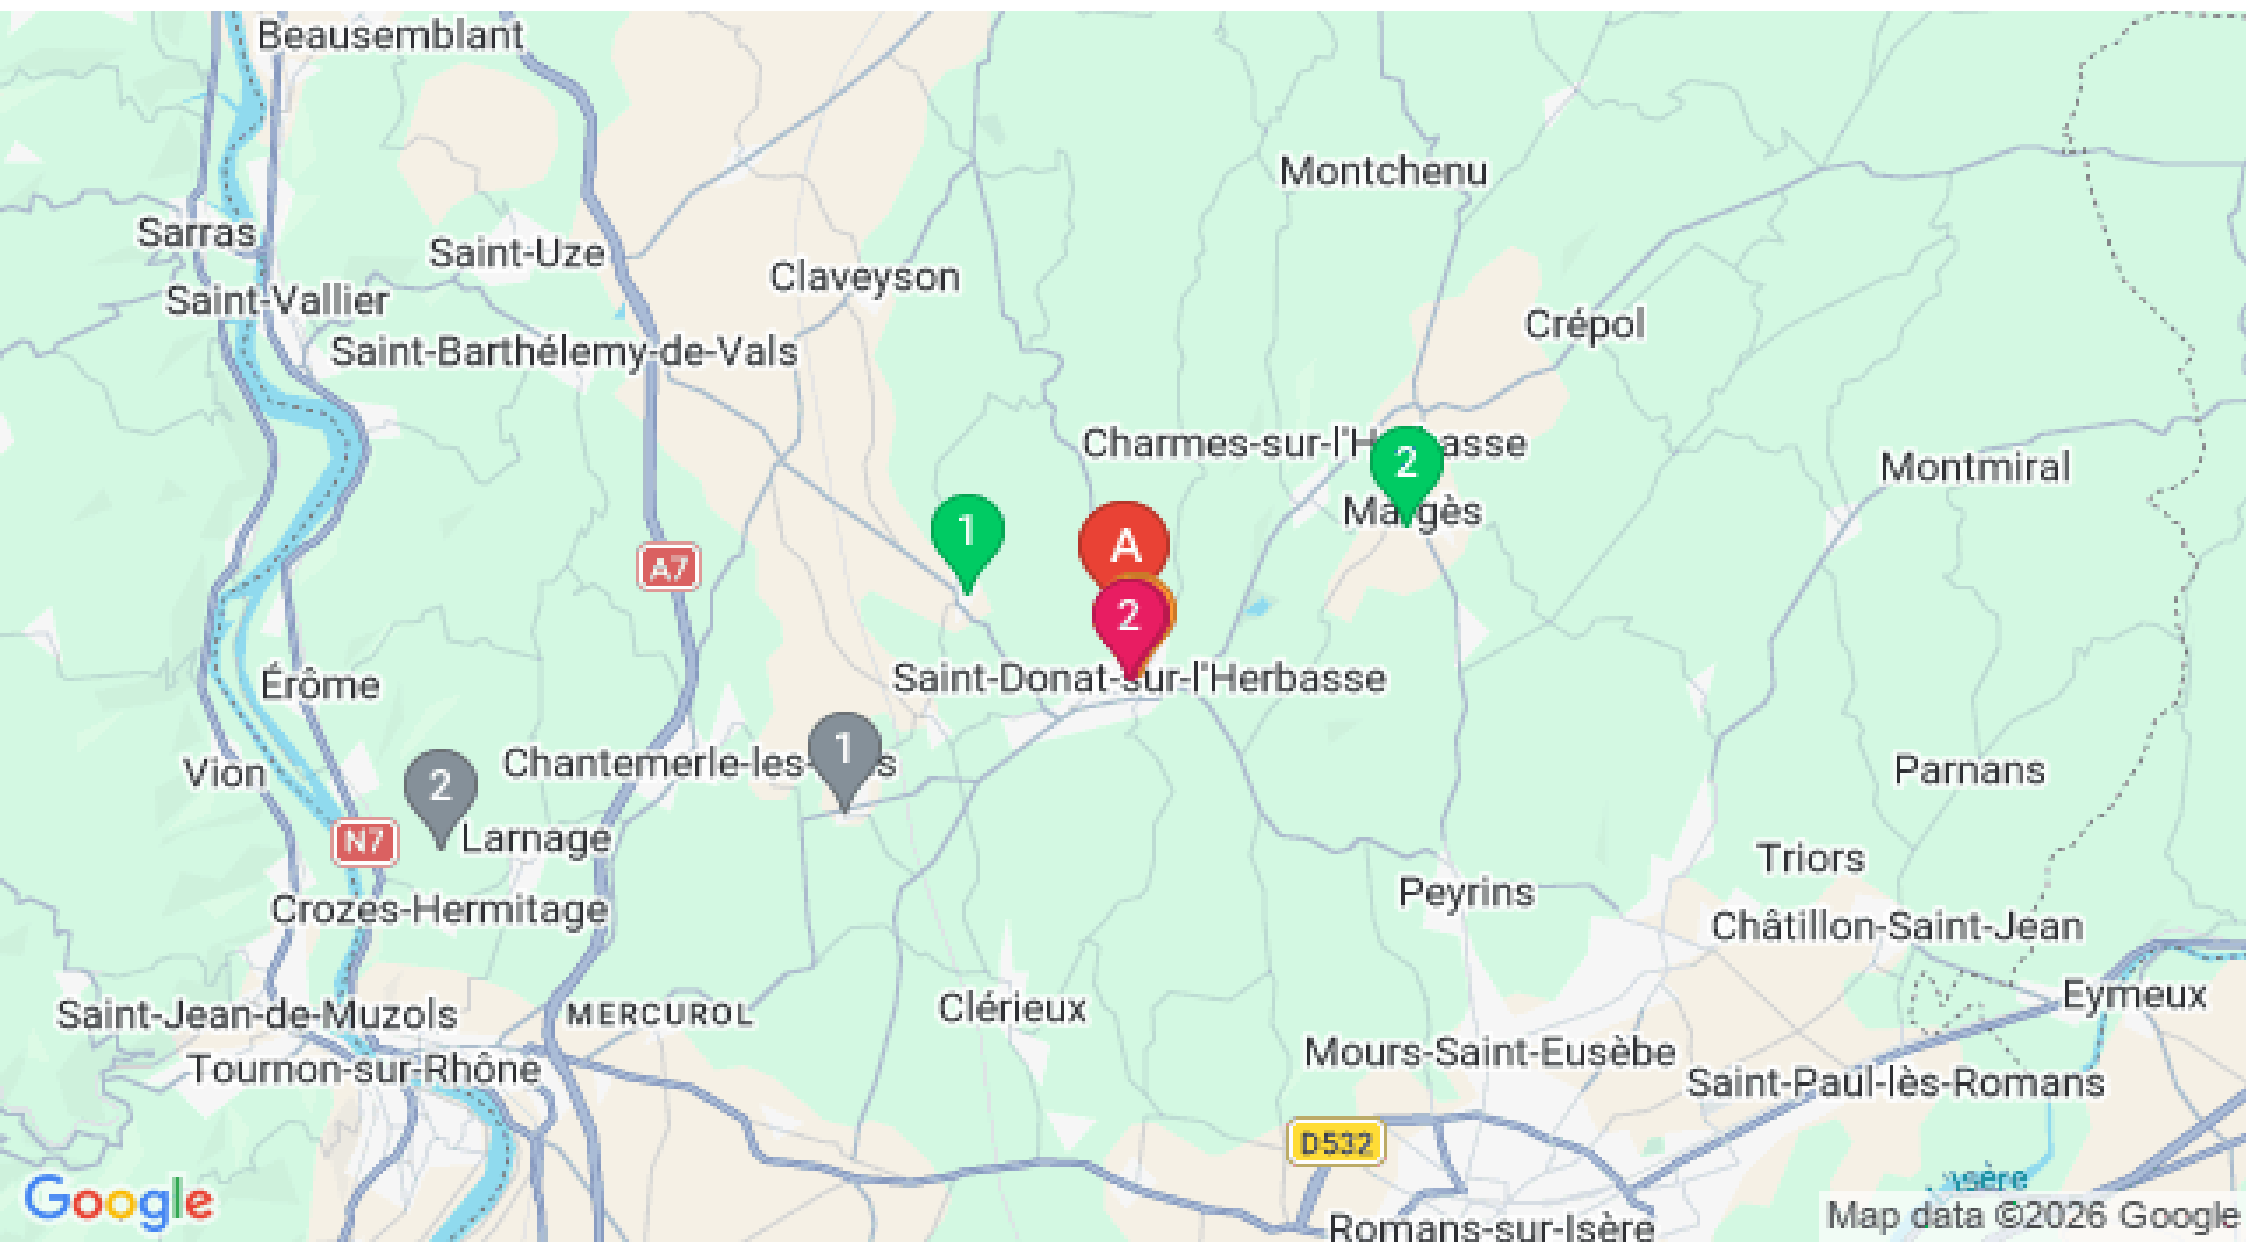 Beausemblant
Montchenu
Sarras
Saint-Uze
Claveyson
Saint-Vallier
Crépol
Saint-Barthélemy-de-Vals
Charmes-sur-l'H asse
2
Montmiral
Margès
1
A
A7
2
Saint-Donat-sur-l'Herbasse
Érôme
1
Chantemerle-les- s
Vion
2
Parnans
N7
Larnage
Triors
Peyrins
Crozes-Hermitage
Châtillon-Saint-Jean
Eymeux
Saint-Jean-de-Muzols
MERCUROL
Clérieux
Mours-Saint-Eusèbe
Tournon-sur-Rhône
Saint-Paul-lès-Romans
D532
Isère
Google
Map data ©2026 Google
Romans-sur-Isère